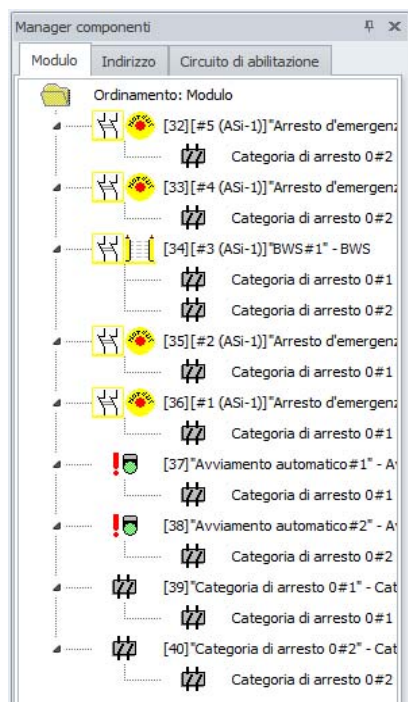 Manager componenti
Modulo Indirizzo Circuito di abilitazione
Ordinamento: Modulo
[32][#5 (ASi-1)]"Arresto d'emergenz
Categoria di arresto 0#2
[33][#4 (ASi-1)]"Arresto d'emergenz
Categoria di arresto 0#2
[34][#3 (ASi-1)]"BWS#1" - BWS
Categoria di arresto 0#1
Categoria di arresto 0#2
[35][#2 (ASi-1)]"Arresto d'emergenz
Categoria di arresto 0#1
[36][#1 (ASi-1)]"Arresto d'emergenz
Categoria di arresto 0#1
[37]"Avviamento automatico#1" - Av
Categoria di arresto 0#1
[38]"Avviamento automatico#2" - Av
Categoria di arresto 0#2
[39]"Categoria di arresto 0#1" - Cat
Categoria di arresto 0#1
[40]"Categoria di arresto 0#2" - Cat
Categoria di arresto 0#2